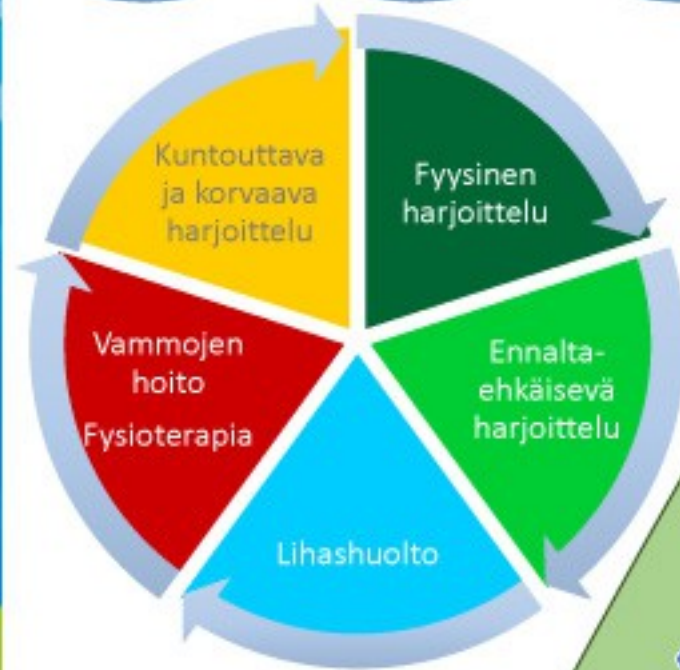 Kuntouttava
ja korvaava
harjoittelu
Fyysinen
harjoittelu
Vammojen
hoito
Fysioterapia
Ennalta-
ehkäisevä
harjoittelu
Lihashuolto